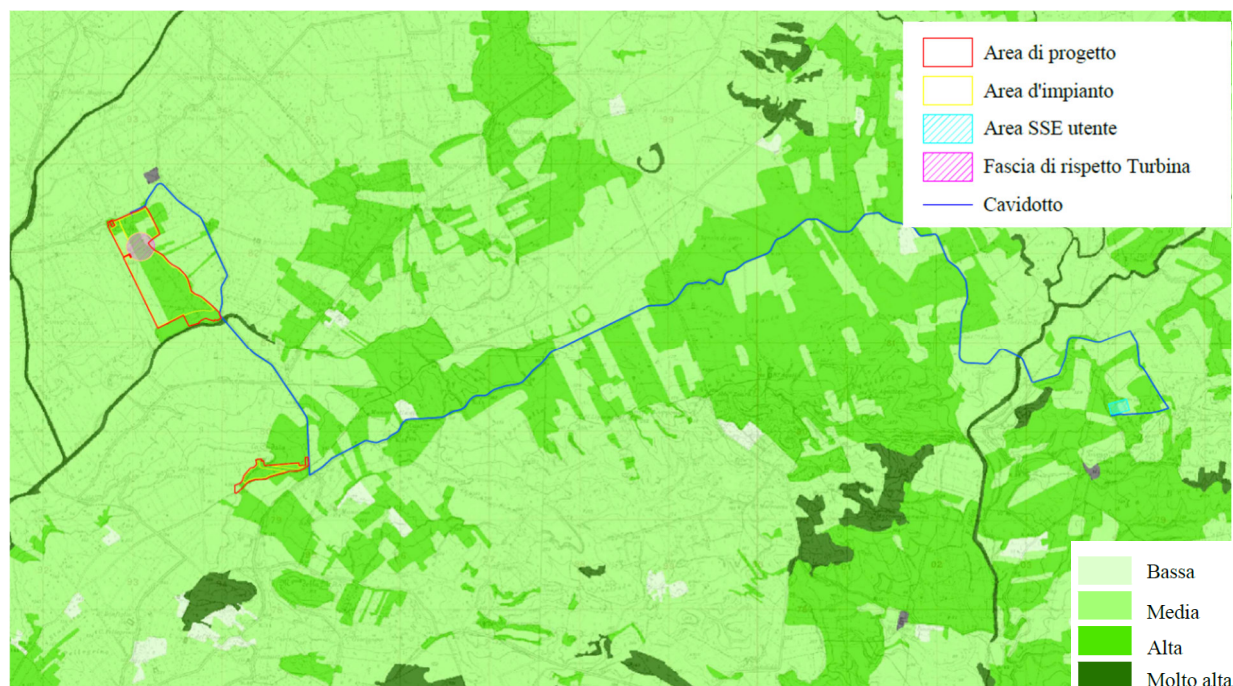 Area di progetto
Area d'impianto
Area SSE utente
Fascia di rispetto Turbina
Cavidotto
Bassa
Media
Alta
Molto alta